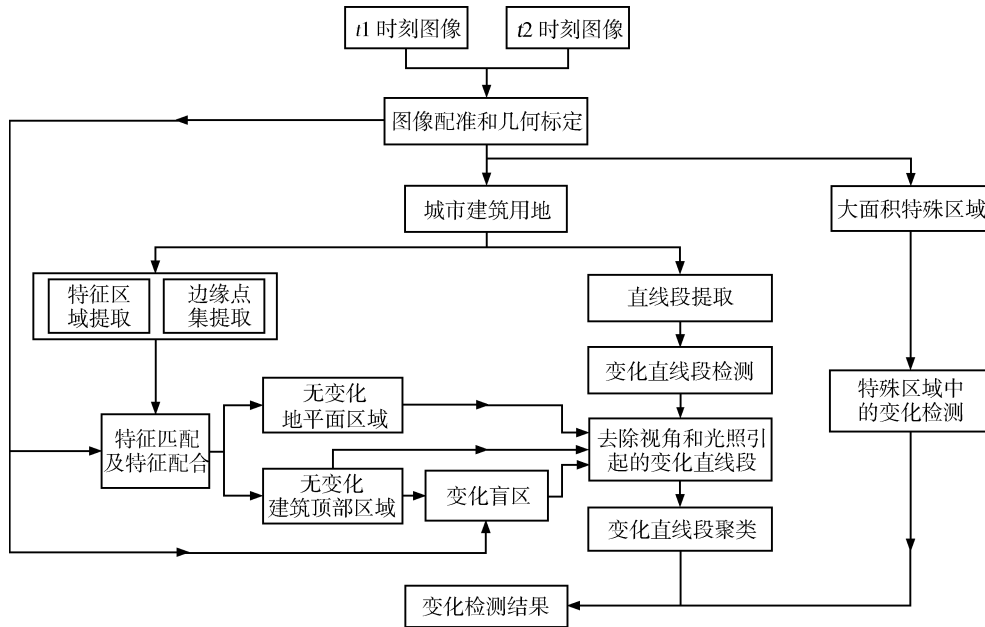 t1 时刻图像
t2 时刻图像
图像配准和几何标定
城市建筑用地
大面积特殊区域
特征区
域提取
边缘点
集提取
直线段提取
变化直线段检测
无变化
地平面区域
特殊区域中
的变化检测
特征匹配
及特征配合
去除视角和光照引
起的变化直线段
无变化
建筑顶部区域
变化盲区
变化直线段聚类
变化检测结果